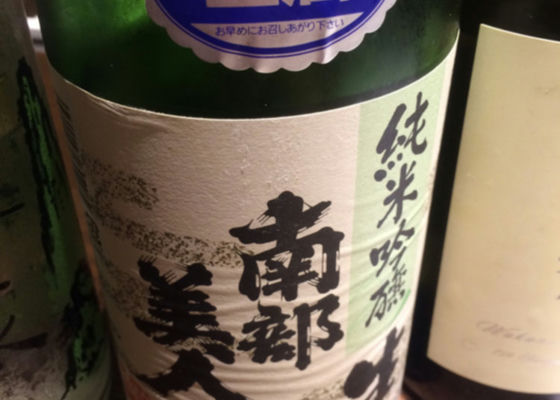 お早めにお召しあがり下さい
純米吟醸
生
南部
美人